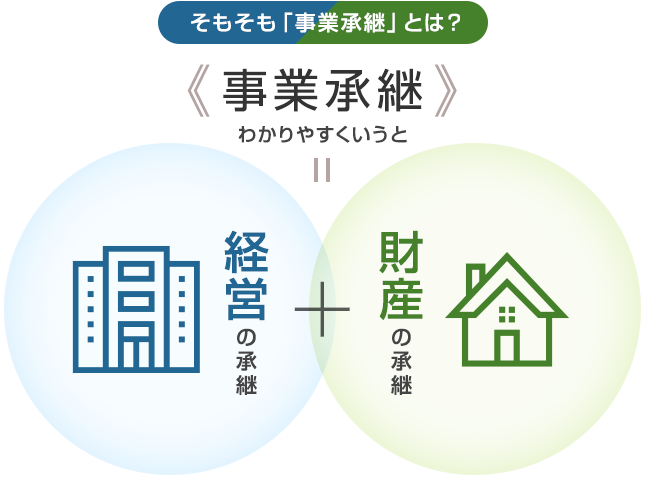 そもそも「事業承継」とは？
《事業承継》
わかりやすくいうと
経営の承継
＋
財産の承継